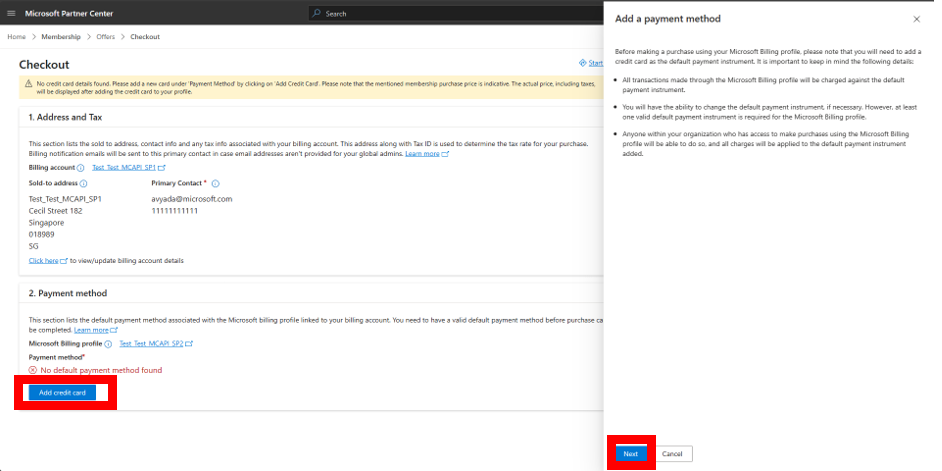 Microsoft Partner Center
Search
Home > Membership > Offers > Checkout
Checkout
Start
No credit card details found. Please add a new card under 'Payment Method' by clicking on 'Add Credit Card'. Please note that the mentioned membership purchase price is indicative. The actual price, including taxes,
will be displayed after adding the credit card to your profile.
1. Address and Tax
This section lists the sold to address, contact info and any tax info associated with your billing account. This address along with Tax ID is used to determine the tax rate for your purchase.
Billing notification emails will be sent to this primary contact in case email addresses aren't provided for your global admins. Learn more
Billing account Test_Test_MCAPI_SP1
Sold-to address Primary Contact *
Test_Test_MCAPI_SP1 avyada@microsoft.com
Cecil Street 182 11111111111
Singapore
018989
SG
Click here to view/update billing account details
2. Payment method
This section lists the default payment method associated with the Microsoft billing profile linked to your billing account. You need to have a valid default payment method before purchase ca
be completed. Learn more
Microsoft Billing profile Test_Test_MCAPI_SP2
Payment method*
No default payment method found
Add credit card
Add a payment method
Before making a purchase using your Microsoft Billing profile, please note that you will need to add a
credit card as the default payment instrument. It is important to keep in mind the following details:
• All transactions made through the Microsoft Billing profile will be charged against the default
payment instrument.
• You will have the ability to change the default payment instrument, if necessary. However, at least
one valid default payment instrument is required for the Microsoft Billing profile.
• Anyone within your organization who has access to make purchases using the Microsoft Billing
profile will be able to do so, and all charges will be applied to the default payment instrument
added.
Next Cancel